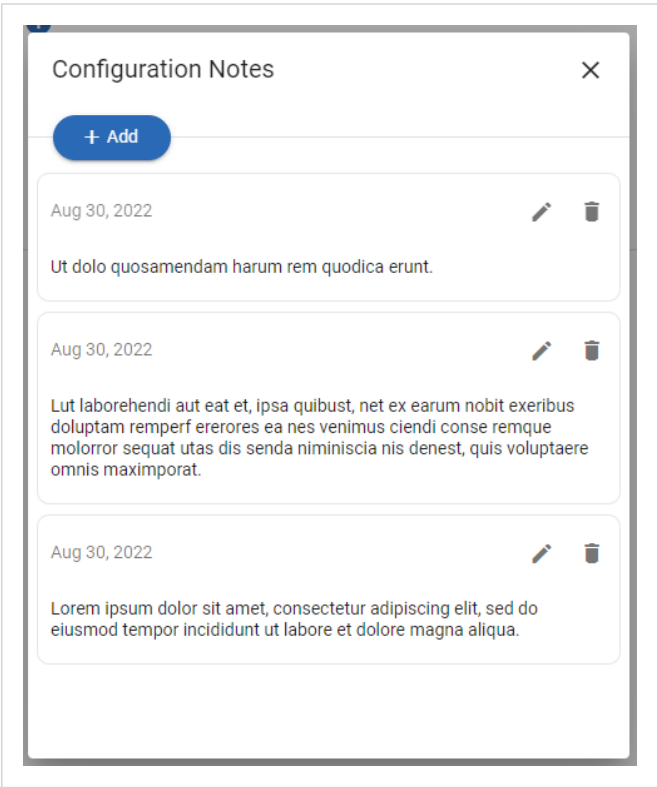 Configuration Notes
+ Add
Aug 30, 2022
Ut dolo quosamendam harum rem quodica erunt.
Aug 30, 2022
Lut laborehendi aut eat et, ipsa quibust, net ex earum nobit exeribus
doluptam remperf ererores ea nes venimus ciendi conse remque
molorror sequat utas dis senda niminiscia nis denest, quis voluptaere
omnis maximporat.
Aug 30, 2022
Lorem ipsum dolor sit amet, consectetur adipiscing elit, sed do
eiusmod tempor incididunt ut labore et dolore magna aliqua.